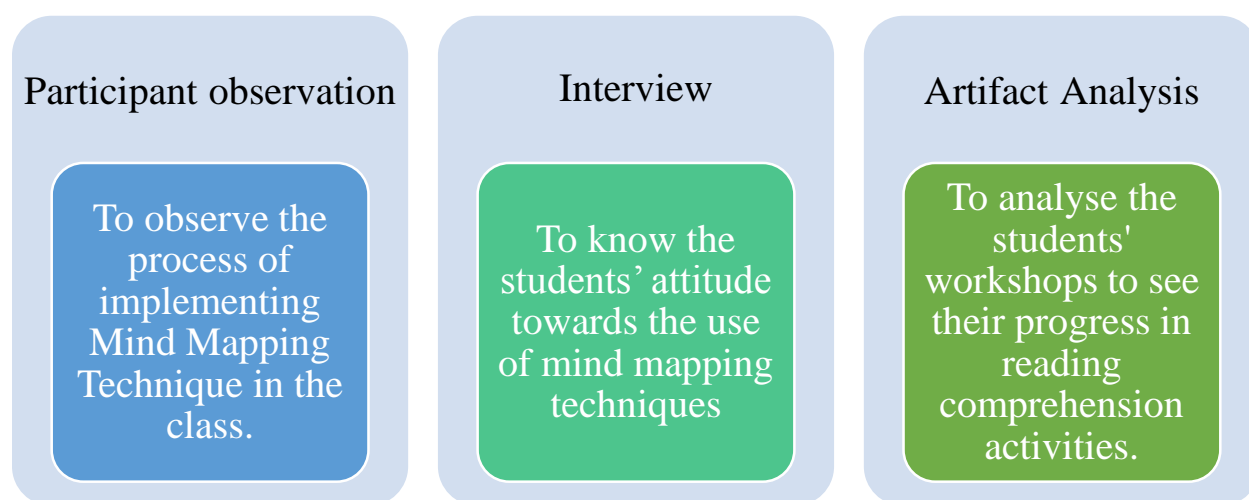 Participant observation
To observe the
process of
implementing
Mind Mapping
Technique in the
class.
Interview
To know the
students’ attitude
towards the use
of mind mapping
techniques
Artifact Analysis
To analyse the
students'
workshops to see
their progress in
reading
comprehension
activities.